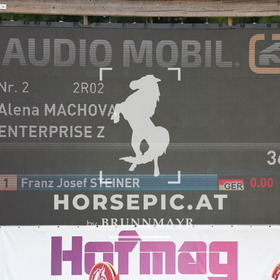 AUDIO MOBIL
Nr. 2 2R02
Alena MACHOVA
ENTERPRISE Z
36
1 Franz Josef STEINER GER 0.00
HORSEPIC.AT
by BRUNNMAYR
Hofmag